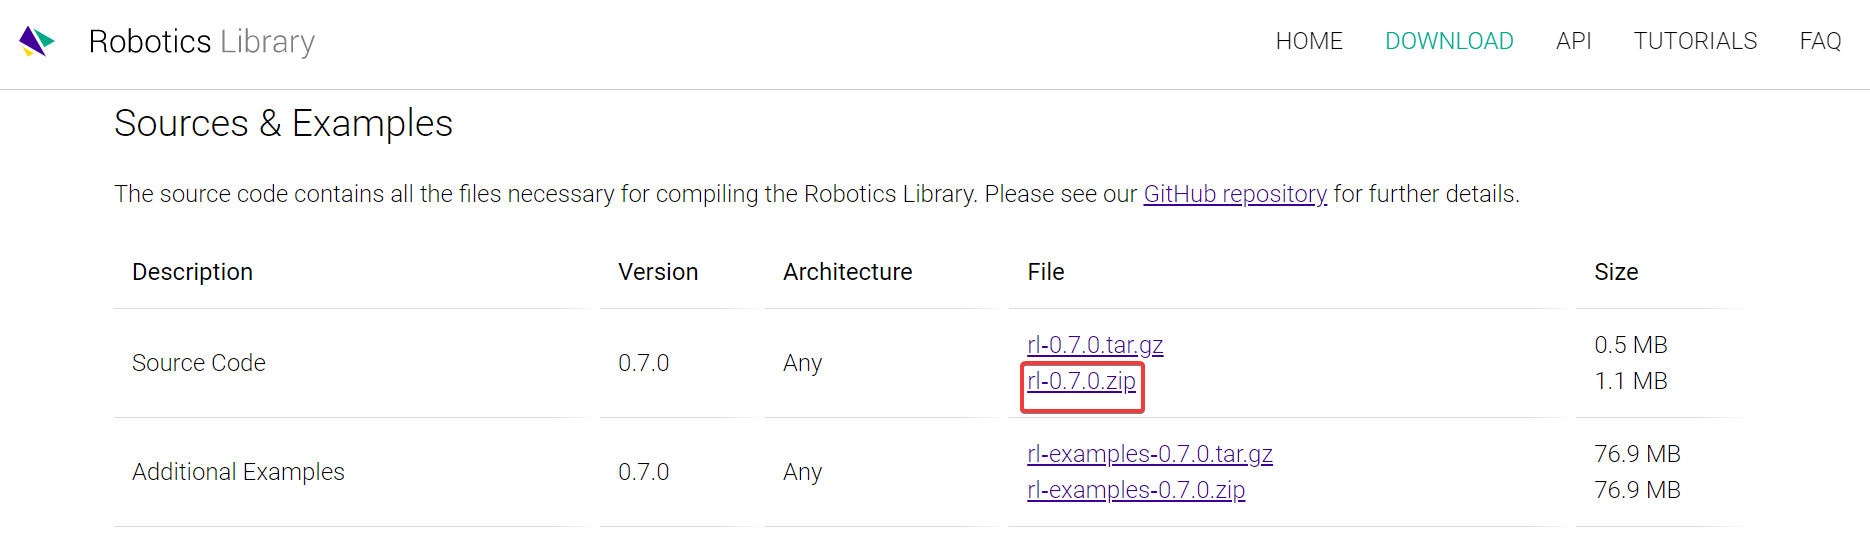 Robotics Library
HOME DOWNLOAD API TUTORIALS FAQ
Sources & Examples
The source code contains all the files necessary for compiling the Robotics Library. Please see our GitHub repository for further details.
Description Version Architecture File Size
Source Code 0.7.0 Any
rl-0.7.0.tar.gz 0.5 MB
rl-0.7.0.zip 1.1 MB
Additional Examples 0.7.0 Any
rl-examples-0.7.0.tar.gz 76.9 MB
rl-examples-0.7.0.zip 76.9 MB